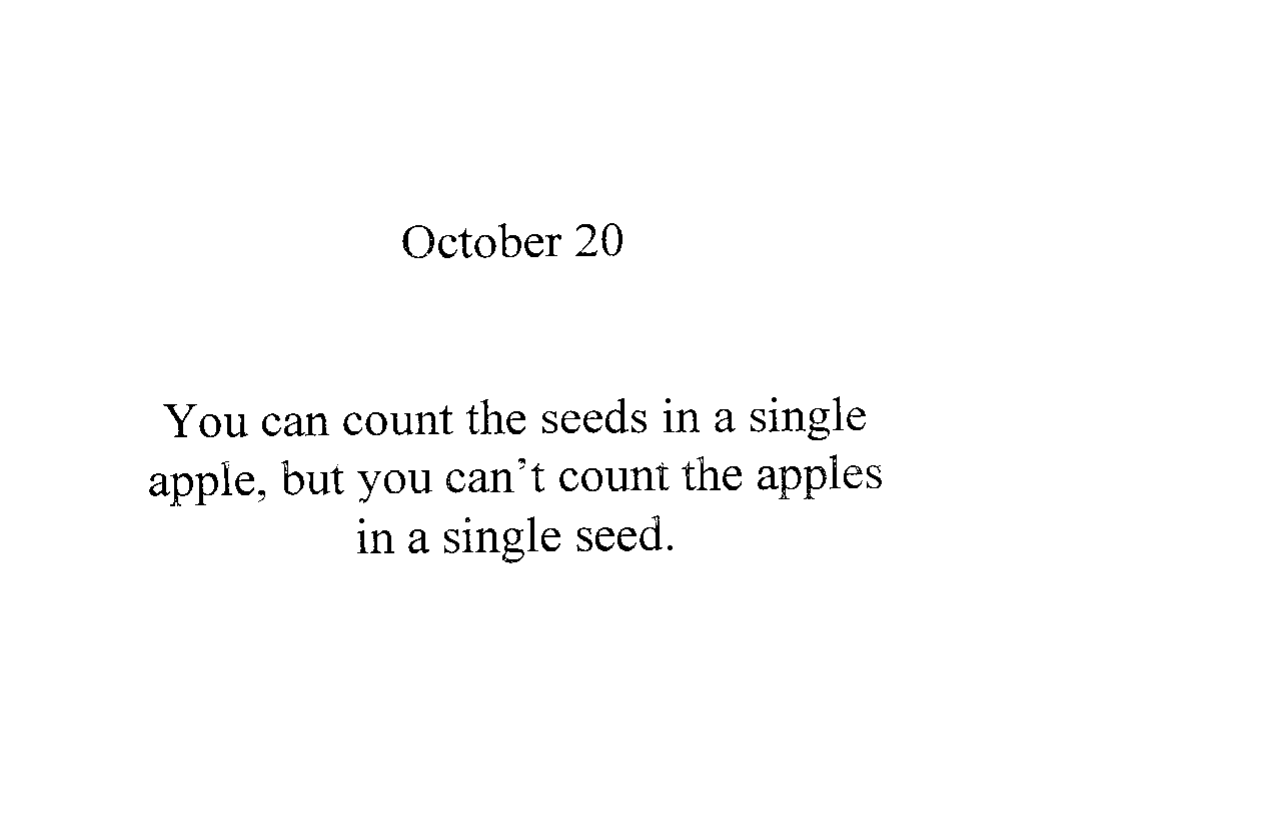 October 20
You can count the seeds in a single
apple, but you can’t count the apples
in a single seed.